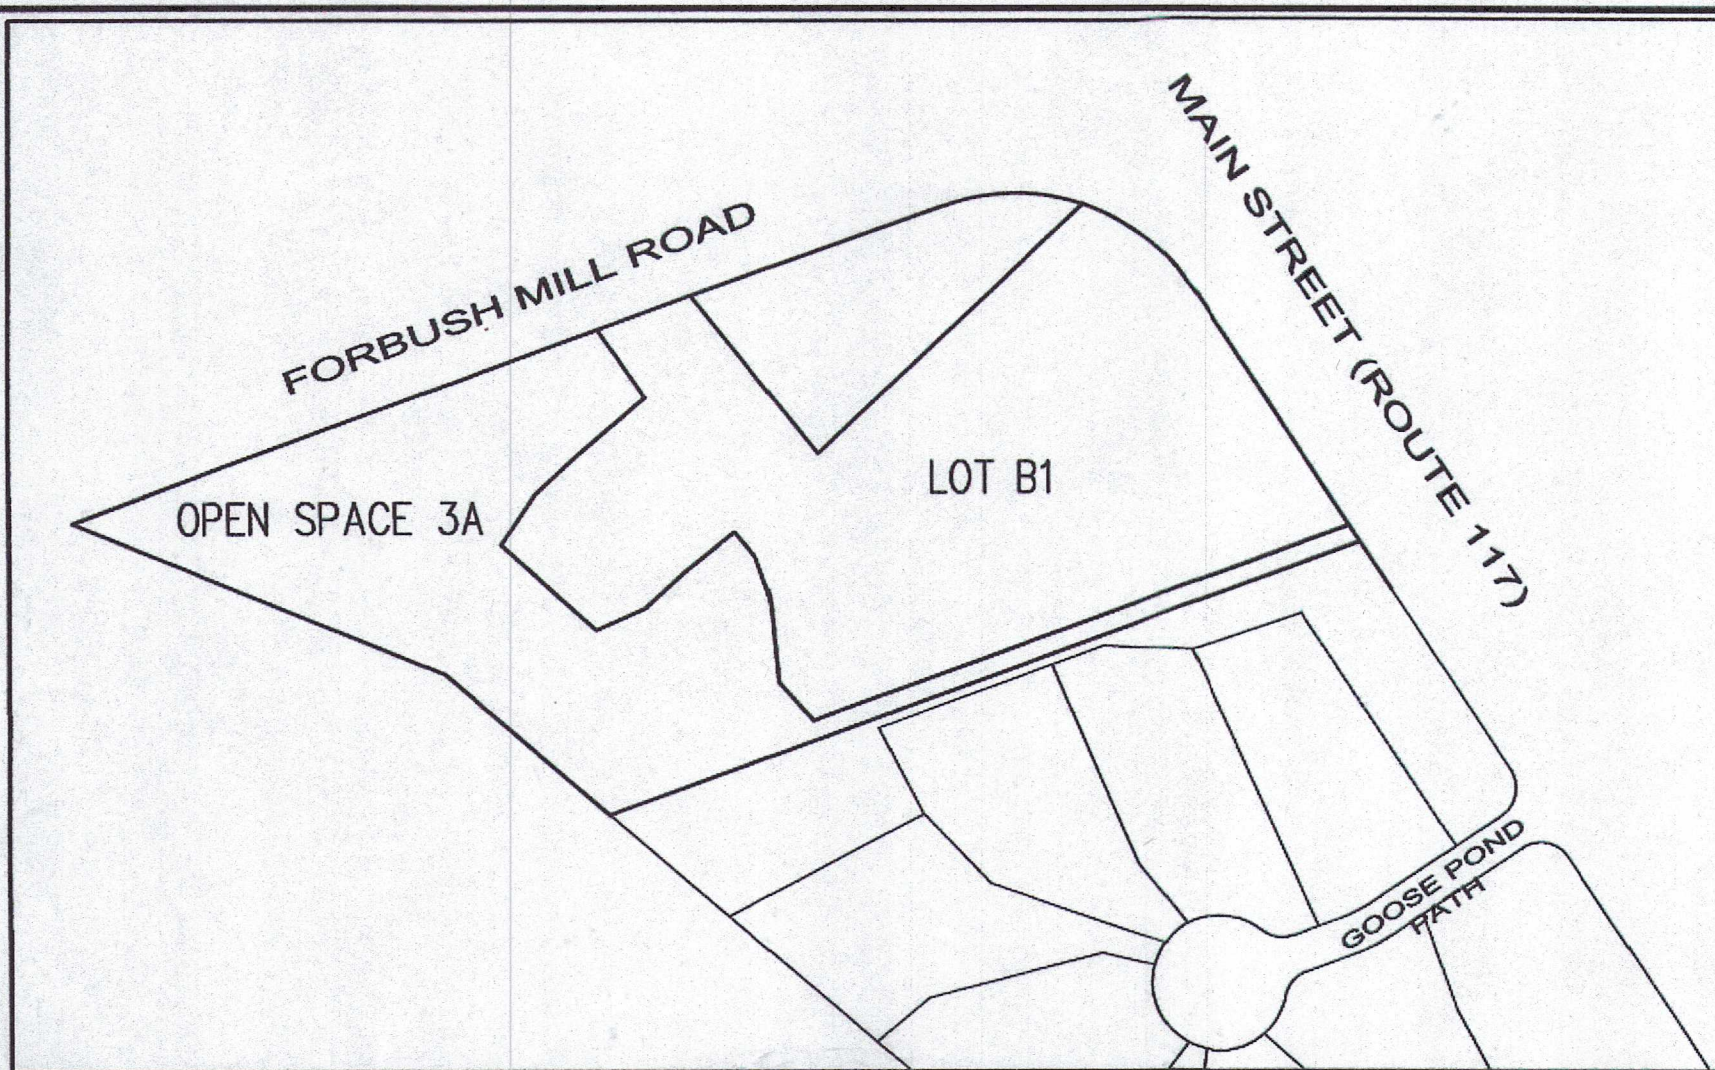 MAIN STREET (ROUTE 117)
FORBUSH MILL ROAD
LOT B1
OPEN SPACE 3A
GOOSE POND
PATH